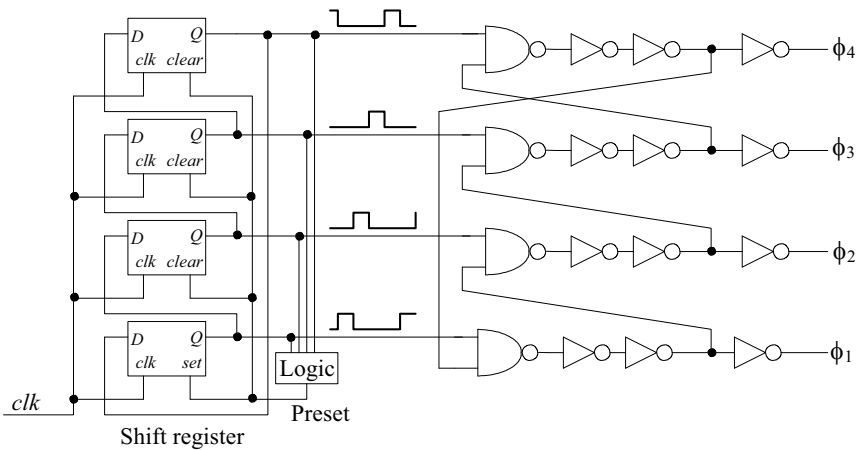 D Q
clk clear
ϕ4
D Q
clk clear
ϕ3
D Q
clk clear
ϕ2
D Q
clk set
Logic
ϕ1
clk
Preset
Shift register